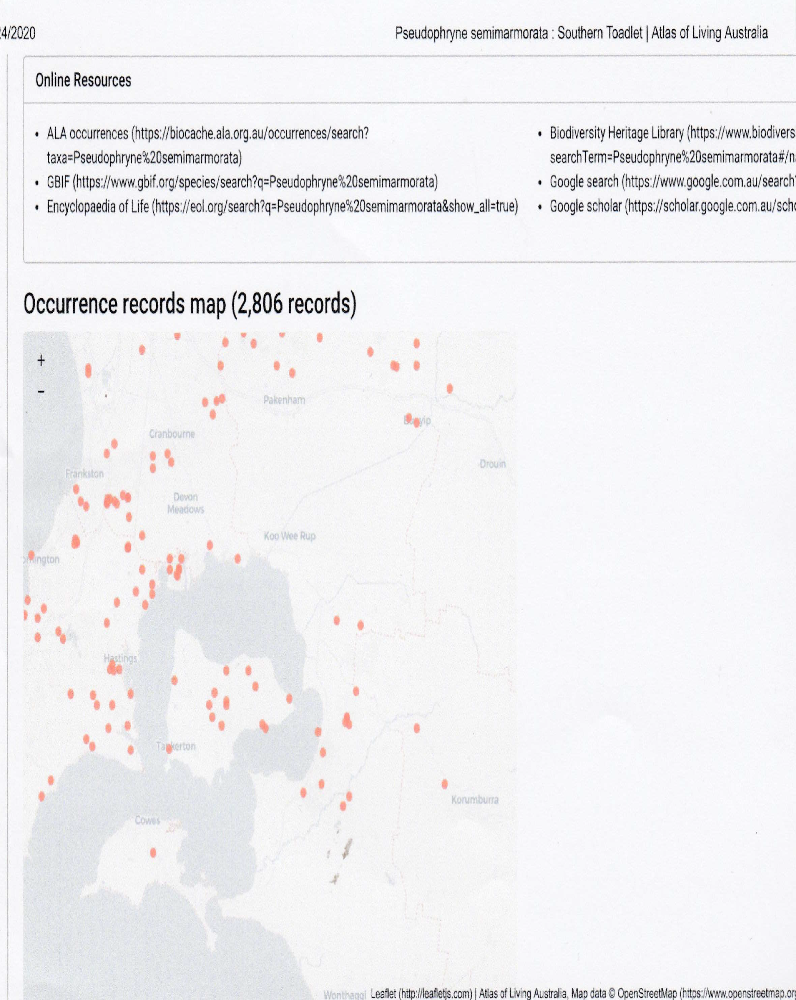 24/2020
Pseudophryne semimarmorata : Southern Toadlet | Atlas of Living Australia
Online Resources
• ALA occurrences (https://biocache.ala.org.au/occurrences/search?
taxa=Pseudophryne%20semimarmorata)
• GBIF (https://www.gbif.org/species/search?q=Pseudophryne%20semimarmorata)
• Encyclopaedia of Life (https://eol.org/search?q=Pseudophryne%20semimarmorata&show_all=true)
• Biodiversity Heritage Library (https://www.biodivers
searchTerm=Pseudophryne%20semimarmorata#/n
• Google search (https://www.google.com.au/search?
• Google scholar (https://scholar.google.com.au/scho
Occurrence records map (2,806 records)
+
−
Pakenham
Cranbourne
Drouin
Frankston
Devon
Meadows
Koo Wee Rup
Hastings
Korumburra
Cowes
Wonthaggi
Leaflet (http://leafletjs.com) | Atlas of Living Australia, Map data © OpenStreetMap (https://www.openstreetmap.or